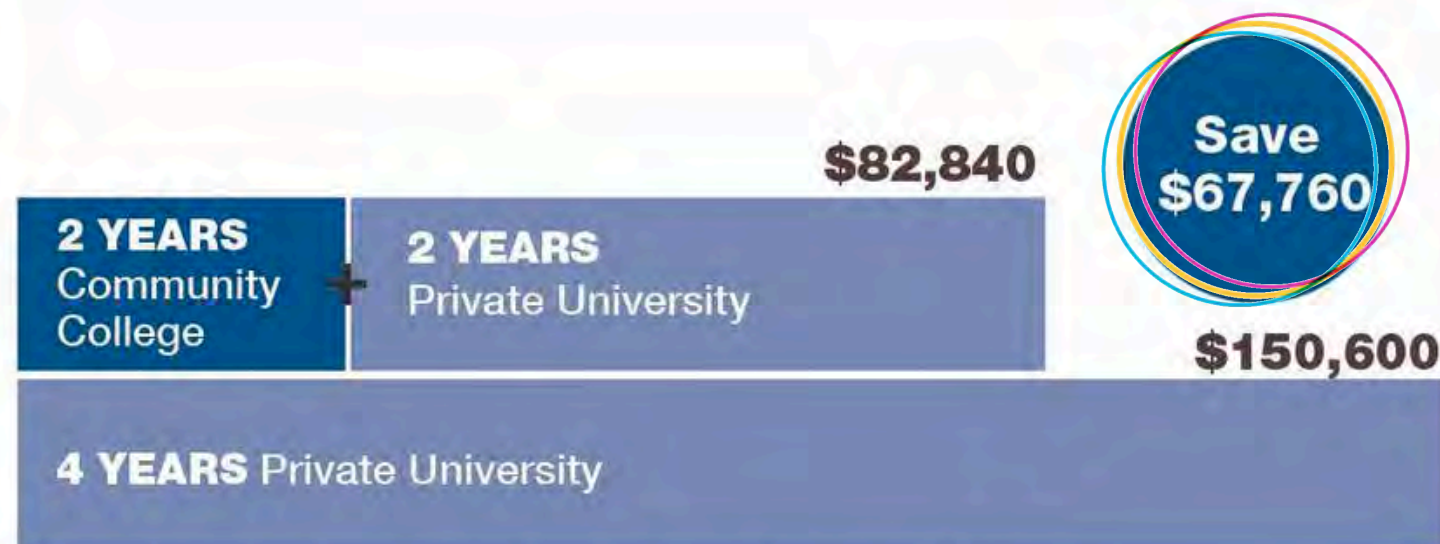 Save
$67,760
$82,840
2 YEARS
Community
College
+
2 YEARS
Private University
$150,600
4 YEARS Private University